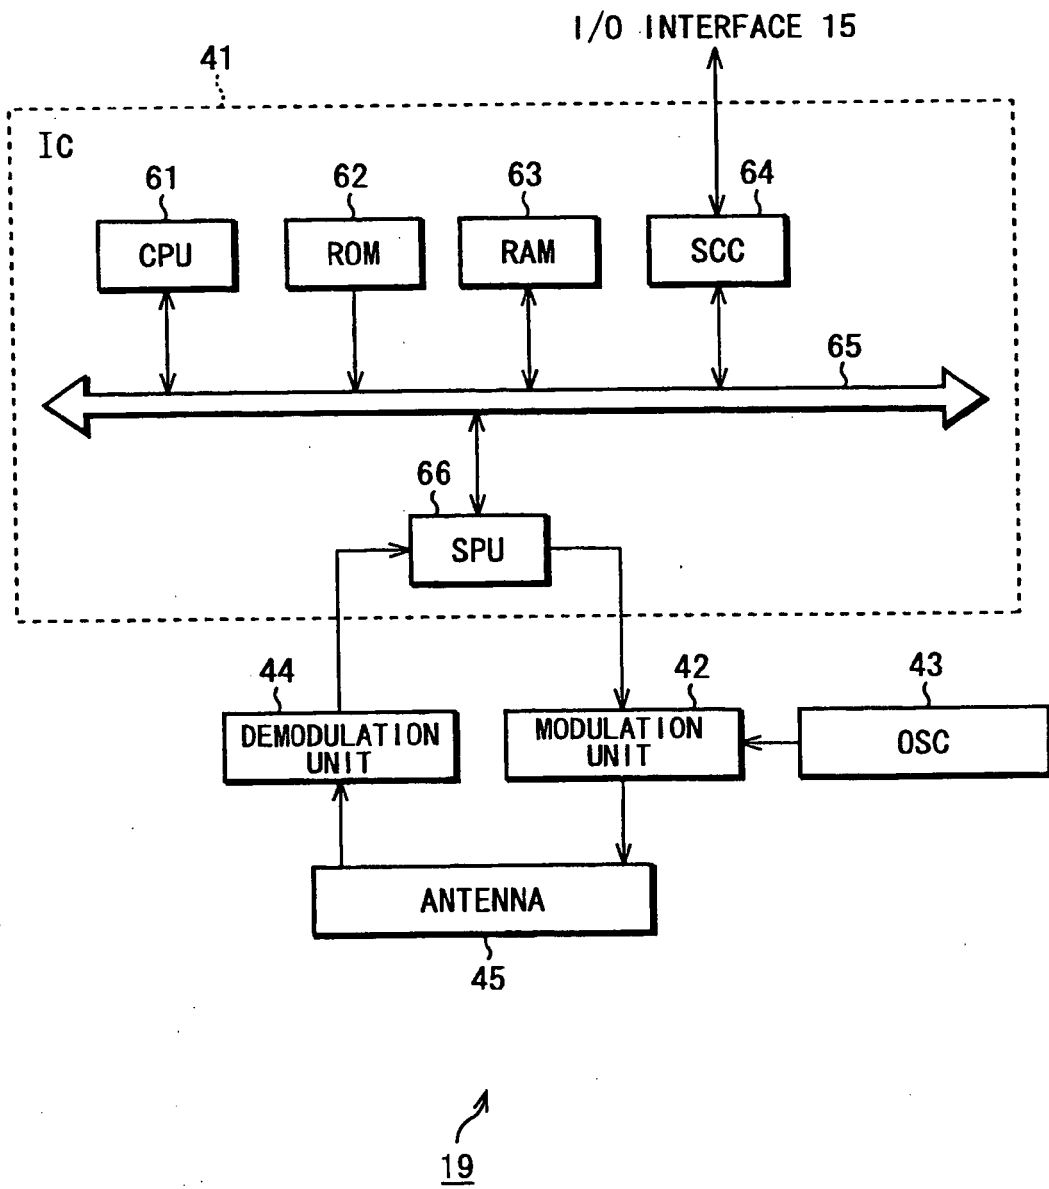 I/O INTERFACE 15
41
IC
61
62
63
64
CPU
ROM
RAM
SCC
65
66
SPU
44
42
43
DEMODULATION
UNIT
MODULATION
UNIT
OSC
ANTENNA
45
19